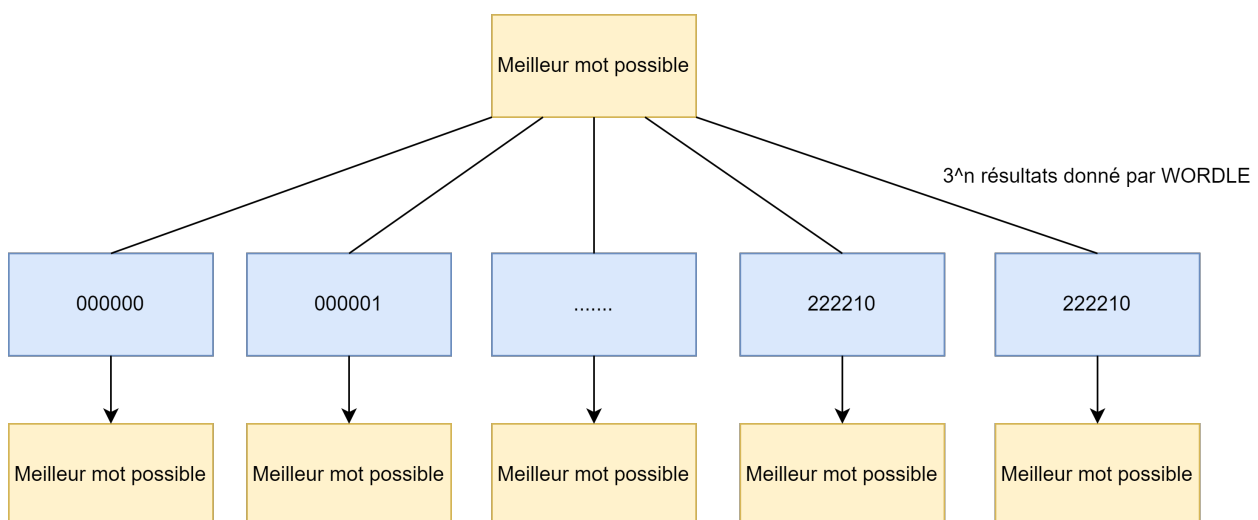 Meilleur mot possible
3^n résultats donné par WORDLE
000000
000001
.......
222210
222210
Meilleur mot possible
Meilleur mot possible
Meilleur mot possible
Meilleur mot possible
Meilleur mot possible